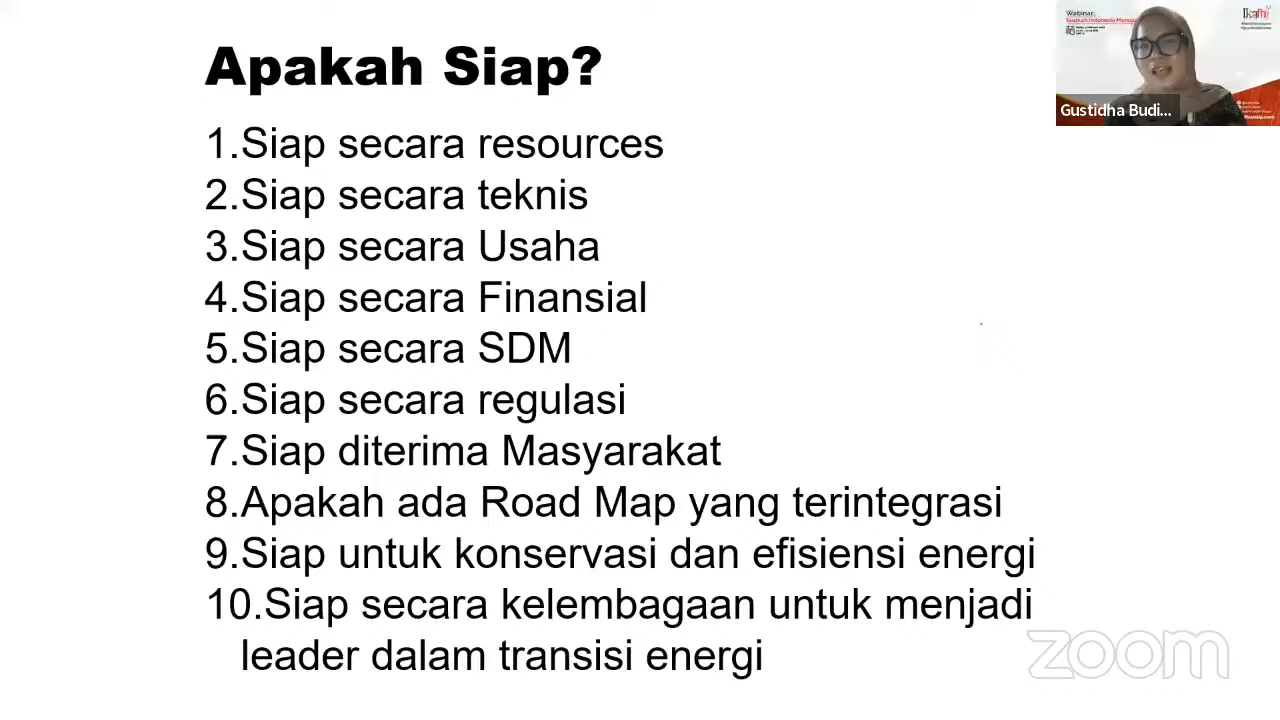 Apakah Siap?
1.Siap secara resources
2.Siap secara teknis
3.Siap secara Usaha
4.Siap secara Finansial
5.Siap secara SDM
6.Siap secara regulasi
7.Siap diterima Masyarakat
8.Apakah ada Road Map yang terintegrasi
9.Siap untuk konservasi dan efisiensi energi
10.Siap secara kelembagaan untuk menjadi
leader dalam transisi energi
Webinar:
Siapkah Indonesia
Gustidha Budi...
zoom